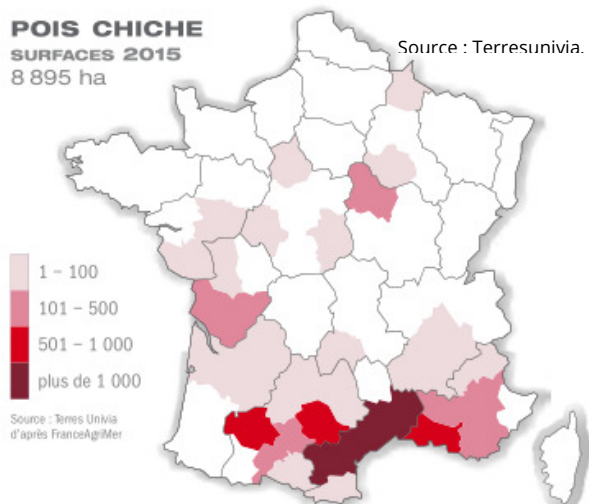 POIS CHICHE
SURFACES 2015
8 895 ha
Source : Terresunivia.
1 – 100
101 – 500
501 – 1 000
plus de 1 000
Source : Terres Univia
d'après FranceAgriMer